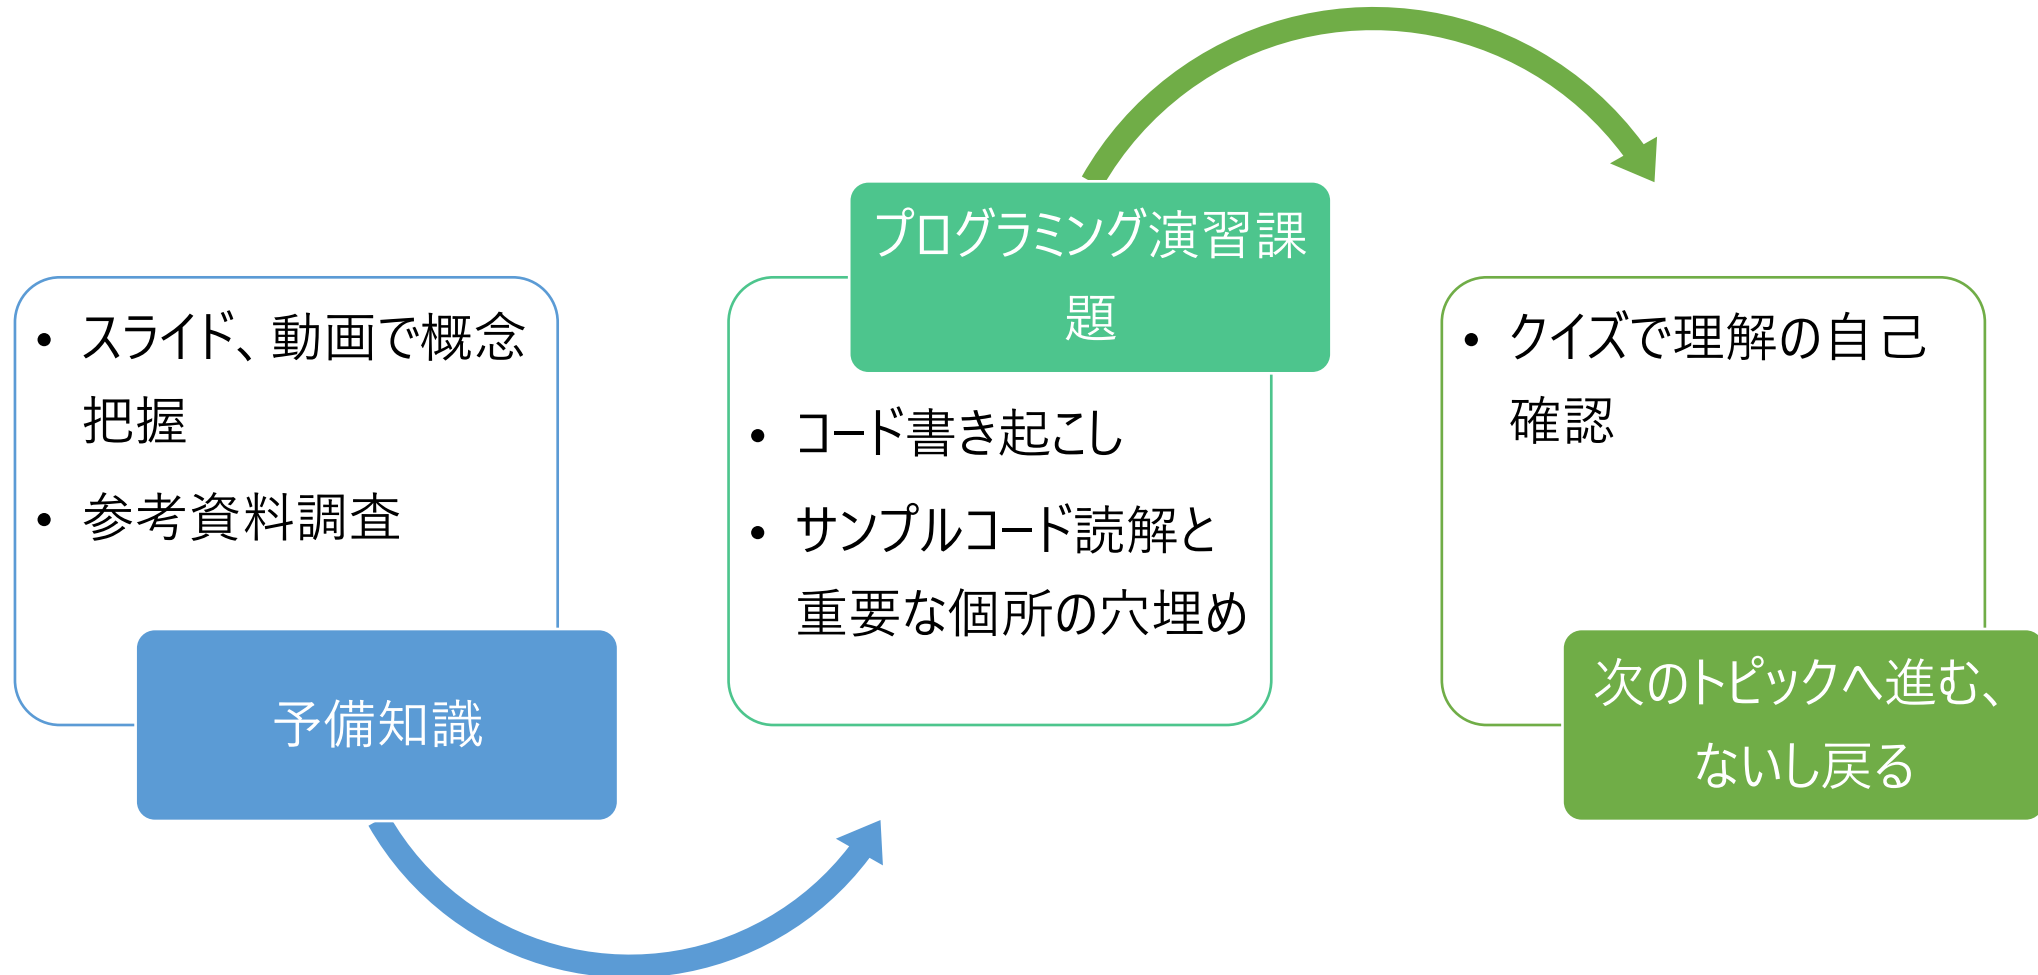 • スライド、動画で概念
把握
• 参考資料調査
予備知識
プログラミング演習課
題
• コード書き起こし
• サンプルコード読解と
重要な個所の穴埋め
• クイズで理解の自己
確認
次のトピックへ進む、
ないし戻る